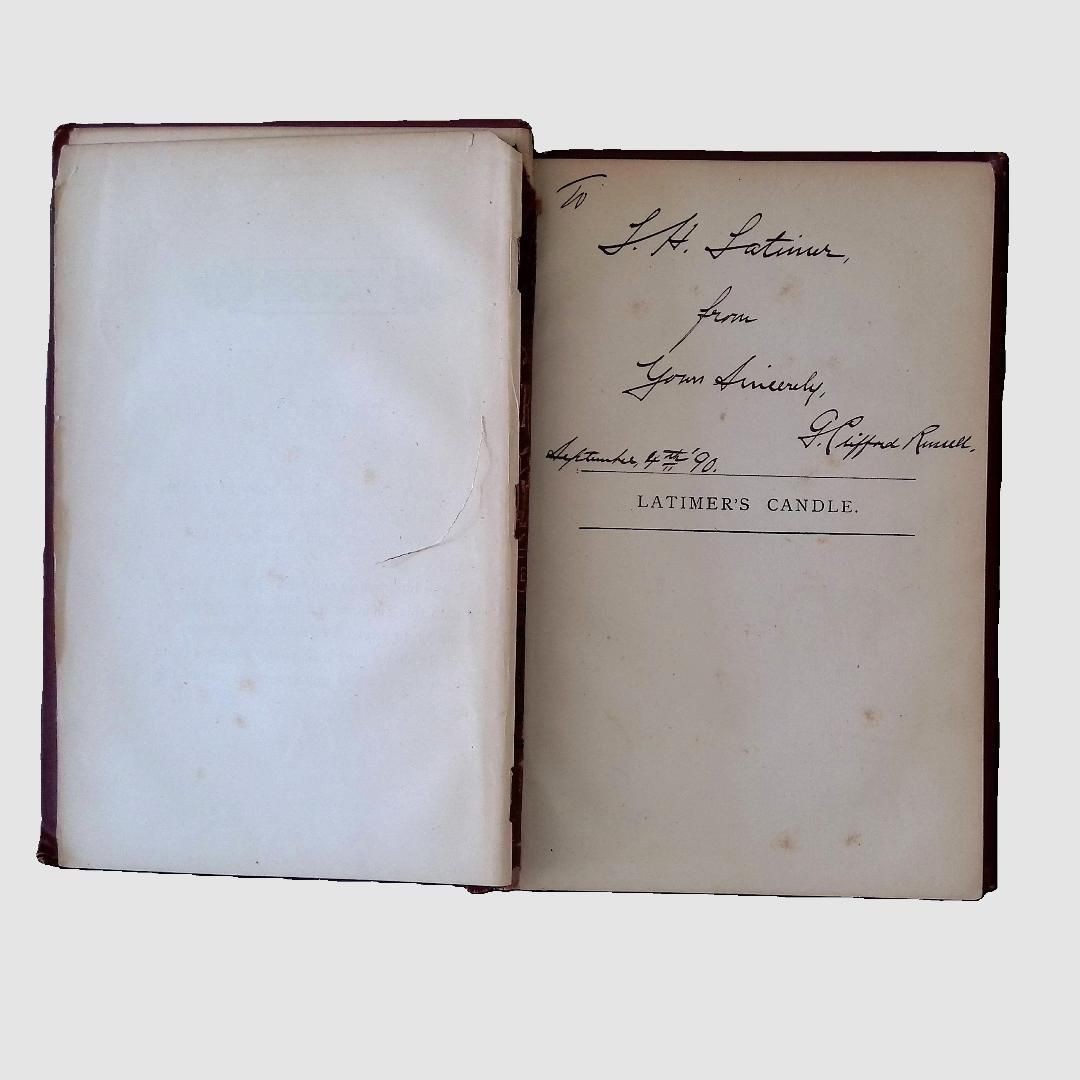 To
L. H. Latimer,
from
Yours Sincerely,
G. Clifford Russell.
September, 4th '90.
LATIMER'S CANDLE.